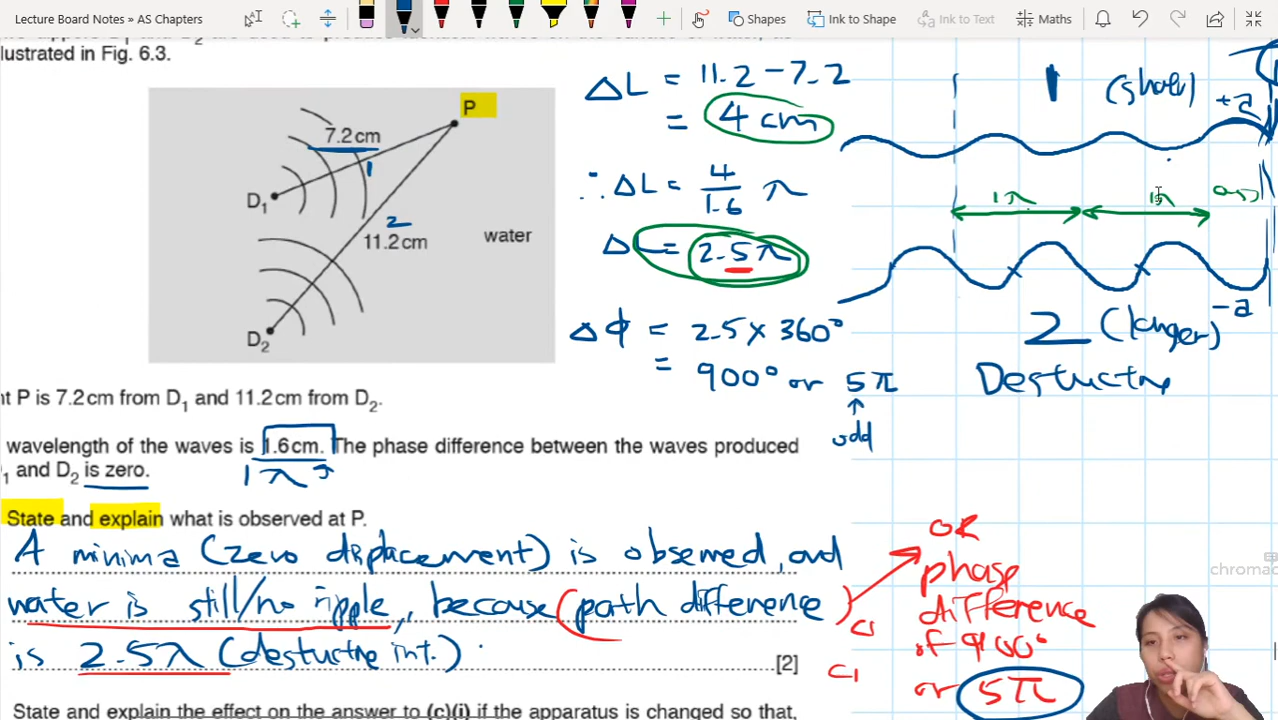 Lecture Board Notes » AS Chapters
Shapes
Ink to Shape
Ink to Text
Maths
lustrated in Fig. 6.3.
P
7.2 cm
1
D1
2
11.2 cm
water
D2
ΔL = 11.2 - 7.2
= 4 cm
∴ ΔL = 4/1.6 λ
2.5λ
Δϕ = 2.5 x 360°
= 900° or 5π
↑
odd
1 (short)
+a
1λ 1λ
2 (longer) -a
nt P is 7.2 cm from D1 and 11.2 cm from D2.
wavelength of the waves is 1.6 cm. The phase difference between the waves produced
1 and D2 is zero.
1λ
State and explain what is observed at P.
A minima (zero displacement) is observed, and
water is still/no ripple, because (path difference
is 2.5λ (destuctne int.)
[2]
OR
phase
difference
of 900°
or 5π
C1
C1
State and explain the effect on the answer to (c)(i) if the apparatus is changed so that,
chromac